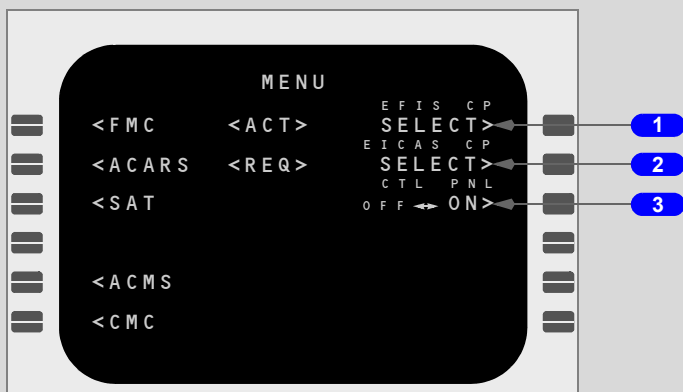 MENU
EFIS CP
<FMC <ACT> SELECT> 1
EICAS CP
<ACARS <REQ> SELECT> 2
CTL PNL
<SAT OFF↔ON> 3
<ACMS
<CMC